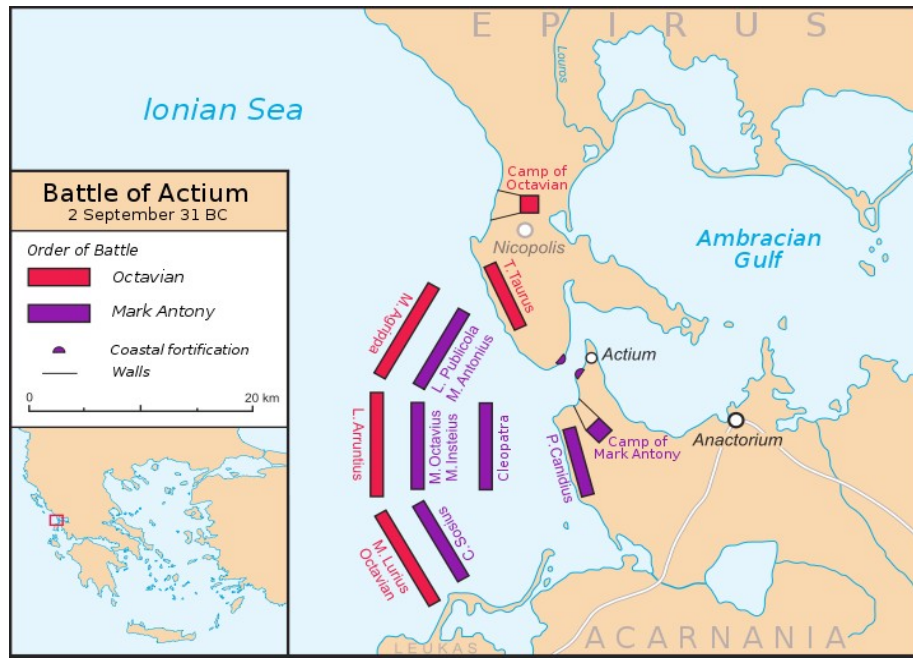 EPIRUS
Louros
Ionian Sea
Camp of
Octavian
Nicopolis
Ambracian
Gulf
Battle of Actium
2 September 31 BC
Order of Battle
Octavian
Mark Antony
Coastal fortification
Walls
0 20 km
T. Taurus
M. Agrippa
L. Publicola
M. Antonius
Actium
L. Arruntius
M. Octavius
M. Insteius
Cleopatra
P. Canidius
Camp of
Mark Antony
Anactorium
M. Lurius
Octavian
C. Sosius
LEUKAS
ACARNANIA